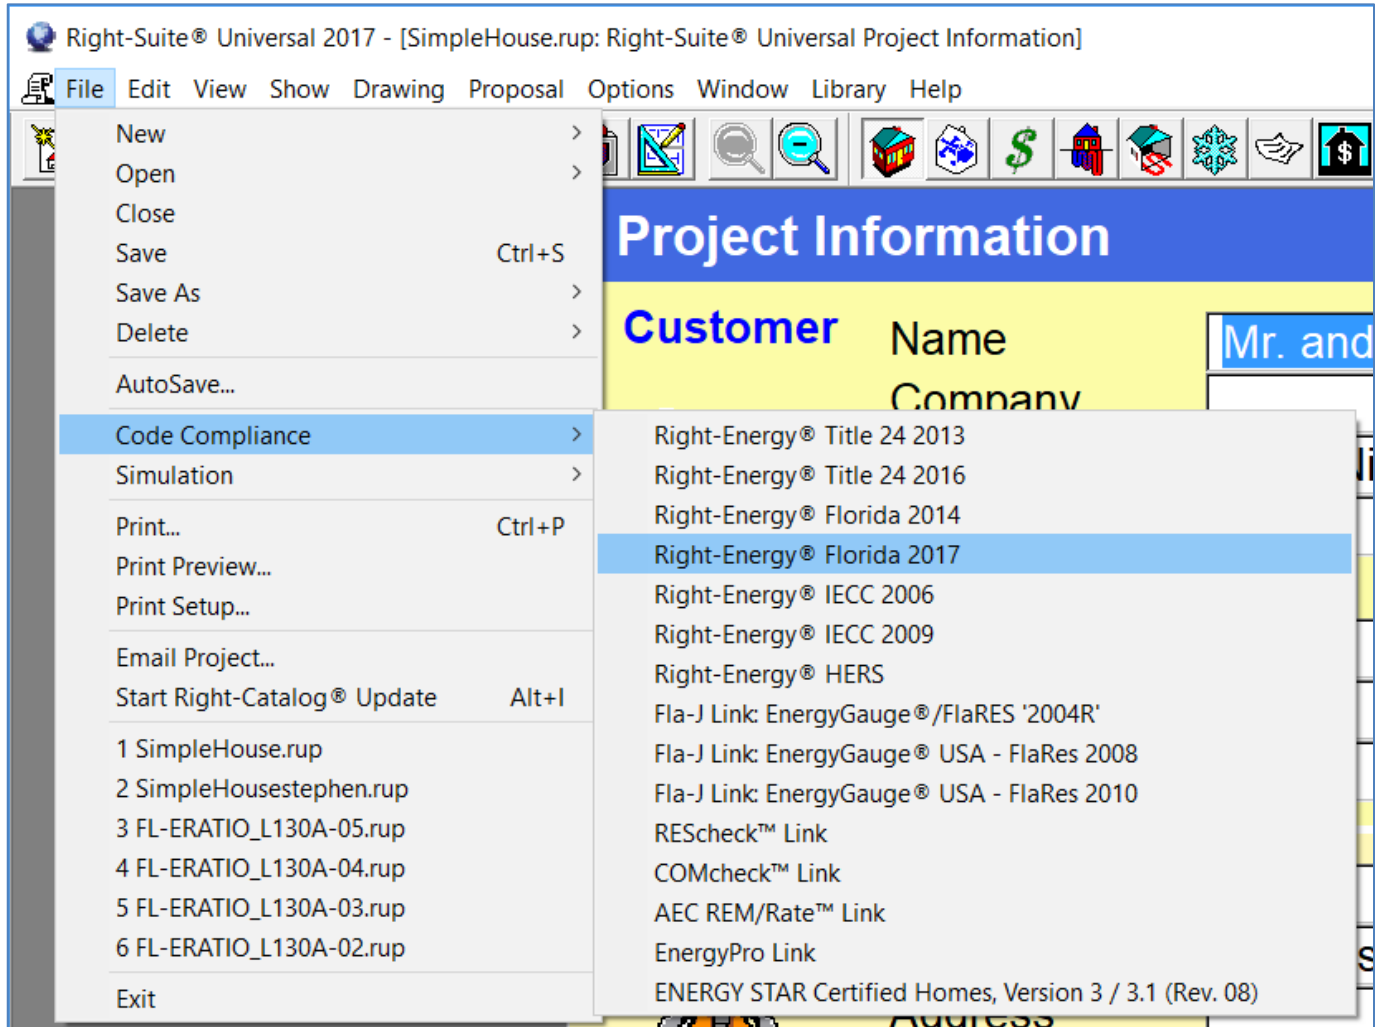 Right-Suite® Universal 2017 - [SimpleHouse.rup: Right-Suite® Universal Project Information]
File Edit View Show Drawing Proposal Options Window Library Help
New
Open
Close
Save Ctrl+S
Save As
Delete
AutoSave...
Code Compliance
Simulation
Print... Ctrl+P
Print Preview...
Print Setup...
Email Project...
Start Right-Catalog® Update Alt+I
1 SimpleHouse.rup
2 SimpleHousestephen.rup
3 FL-ERATIO_L130A-05.rup
4 FL-ERATIO_L130A-04.rup
5 FL-ERATIO_L130A-03.rup
6 FL-ERATIO_L130A-02.rup
Exit
Project Information
Customer Name Mr. and
Company
Right-Energy® Title 24 2013
Right-Energy® Title 24 2016
Right-Energy® Florida 2014
Right-Energy® Florida 2017
Right-Energy® IECC 2006
Right-Energy® IECC 2009
Right-Energy® HERS
Fla-J Link: EnergyGauge®/FlaRES '2004R'
Fla-J Link: EnergyGauge® USA - FlaRes 2008
Fla-J Link: EnergyGauge® USA - FlaRes 2010
REScheck™ Link
COMcheck™ Link
AEC REM/Rate™ Link
EnergyPro Link
ENERGY STAR Certified Homes, Version 3 / 3.1 (Rev. 08)
Address